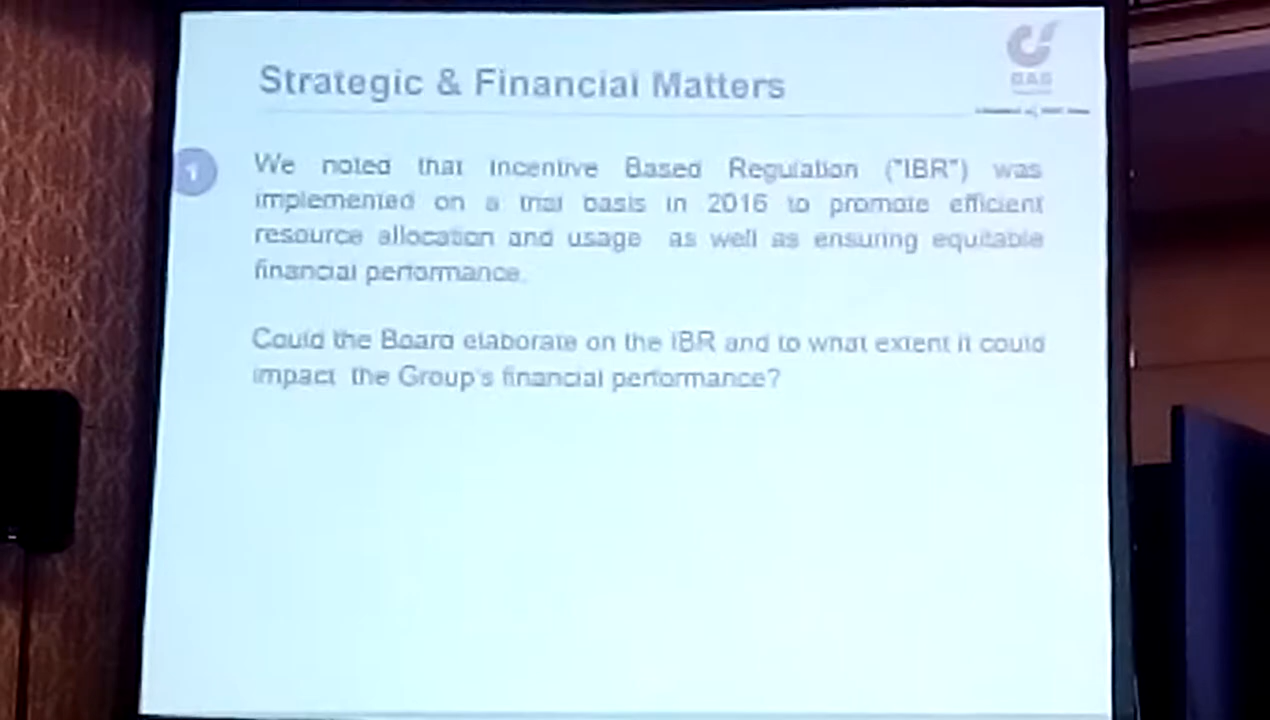 Strategic & Financial Matters
1
We noted that Incentive Based Regulation ("IBR") was
implemented on a trial basis in 2016 to promote efficient
resource allocation and usage as well as ensuring equitable
financial performance.
Could the Board elaborate on the IBR and to what extent it could
impact the Group's financial performance?